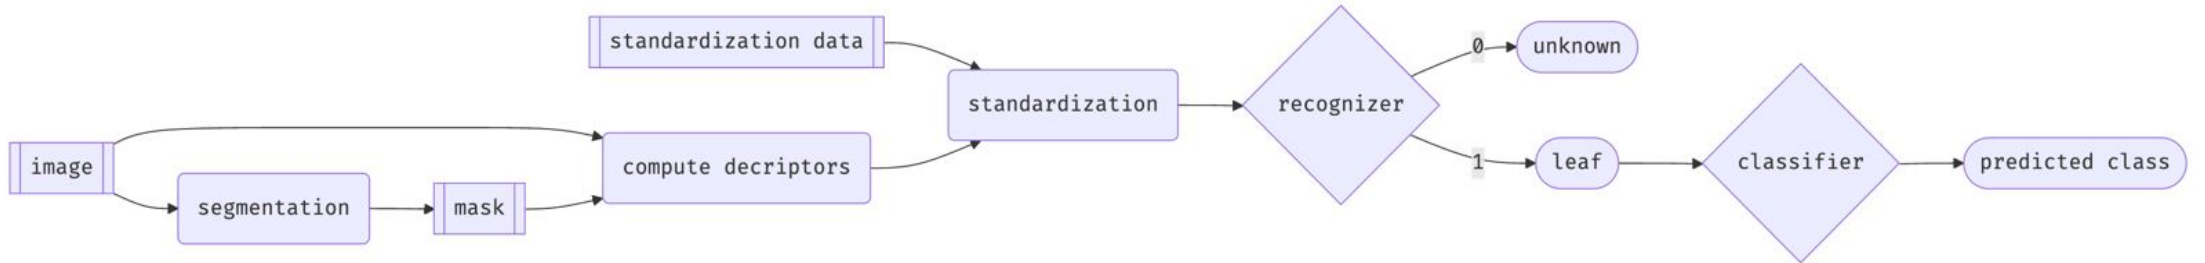 standardization data
standardization
recognizer
0
unknown
image
compute decriptors
segmentation
mask
1
leaf
classifier
predicted class